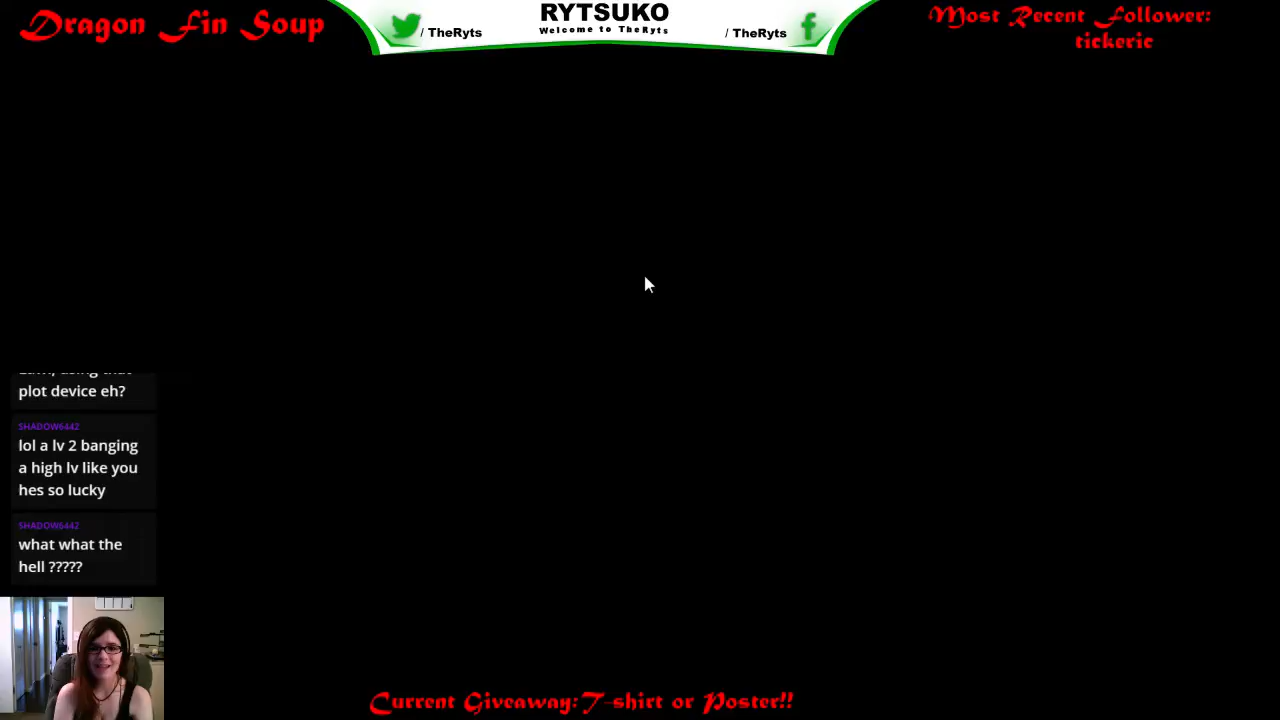 Dragon Fin Soup
RYTSUKO
Welcome to TheRyts
/ TheRyts
/ TheRyts
Most Recent Follower:
tickeric
plot device eh?
SHADOW6442
lol a lv 2 banging
a high lv like you
hes so lucky
SHADOW6442
what what the
hell ?????
Current Giveaway: T-shirt or Poster!!